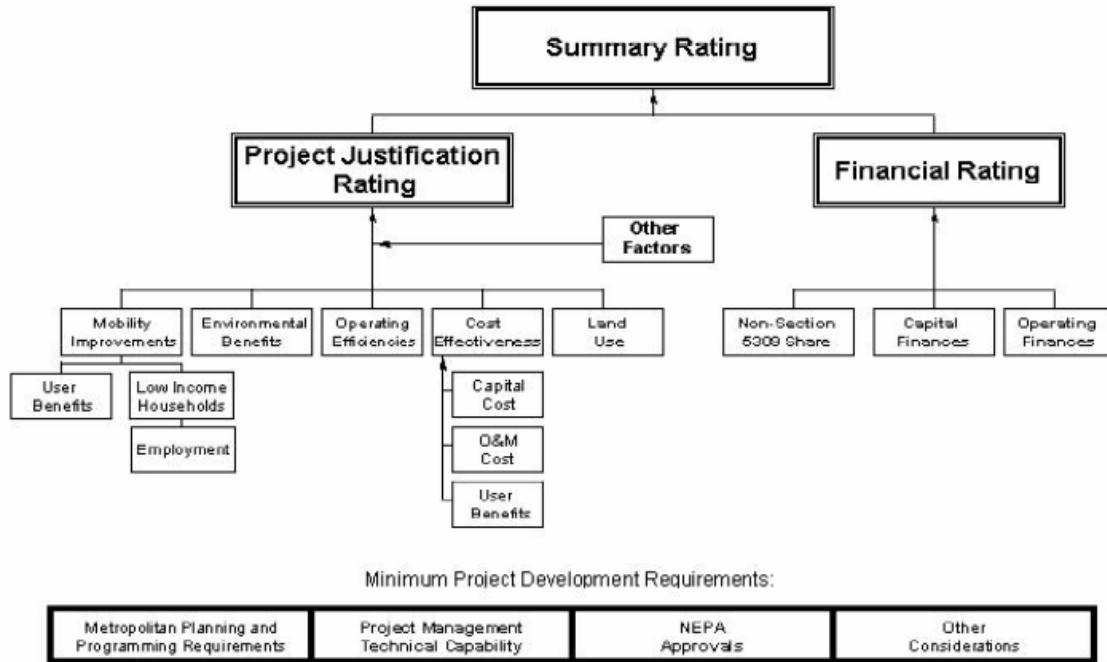 Summary Rating
Project Justification
Rating
Financial Rating
Other
Factors
Mobility
Improvements
Environmental
Benefits
Operating
Efficiencies
Cost
Effectiveness
Land
Use
Non-Section
5309 Share
Capital
Finances
Operating
Finances
User
Benefits
Low Income
Households
Employment
Capital
Cost
O&M
Cost
User
Benefits
Minimum Project Development Requirements:
Metropolitan Planning and
Programming Requirements
Project Management
Technical Capability
NEPA
Approvals
Other
Considerations